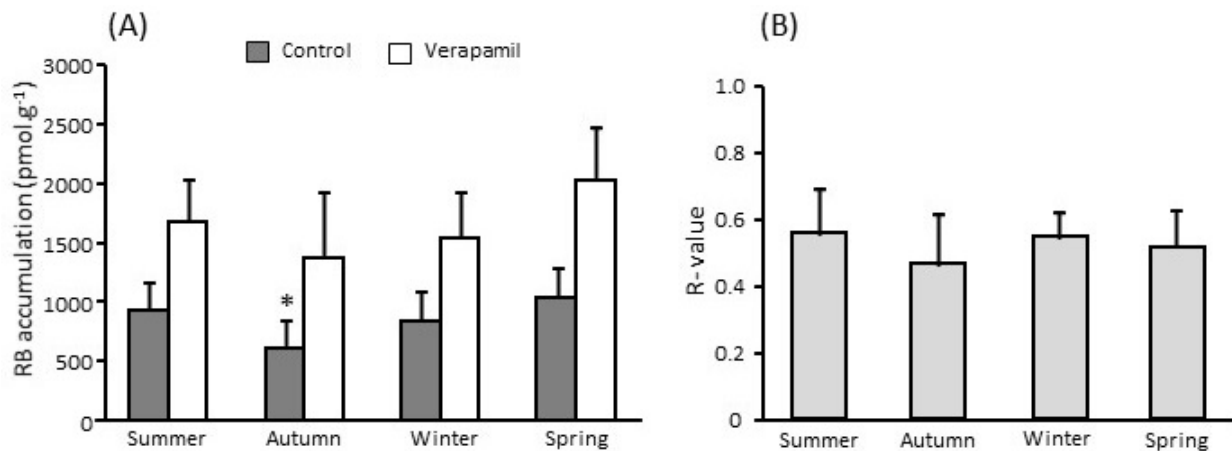 (A)
Control
Verapamil
RB accumulation (pmol.g⁻¹)
3000
2500
2000
1500
1000
500
0
*
Summer
Autumn
Winter
Spring
(B)
R- value
1.0
0.8
0.6
0.4
0.2
0
Summer
Autumn
Winter
Spring